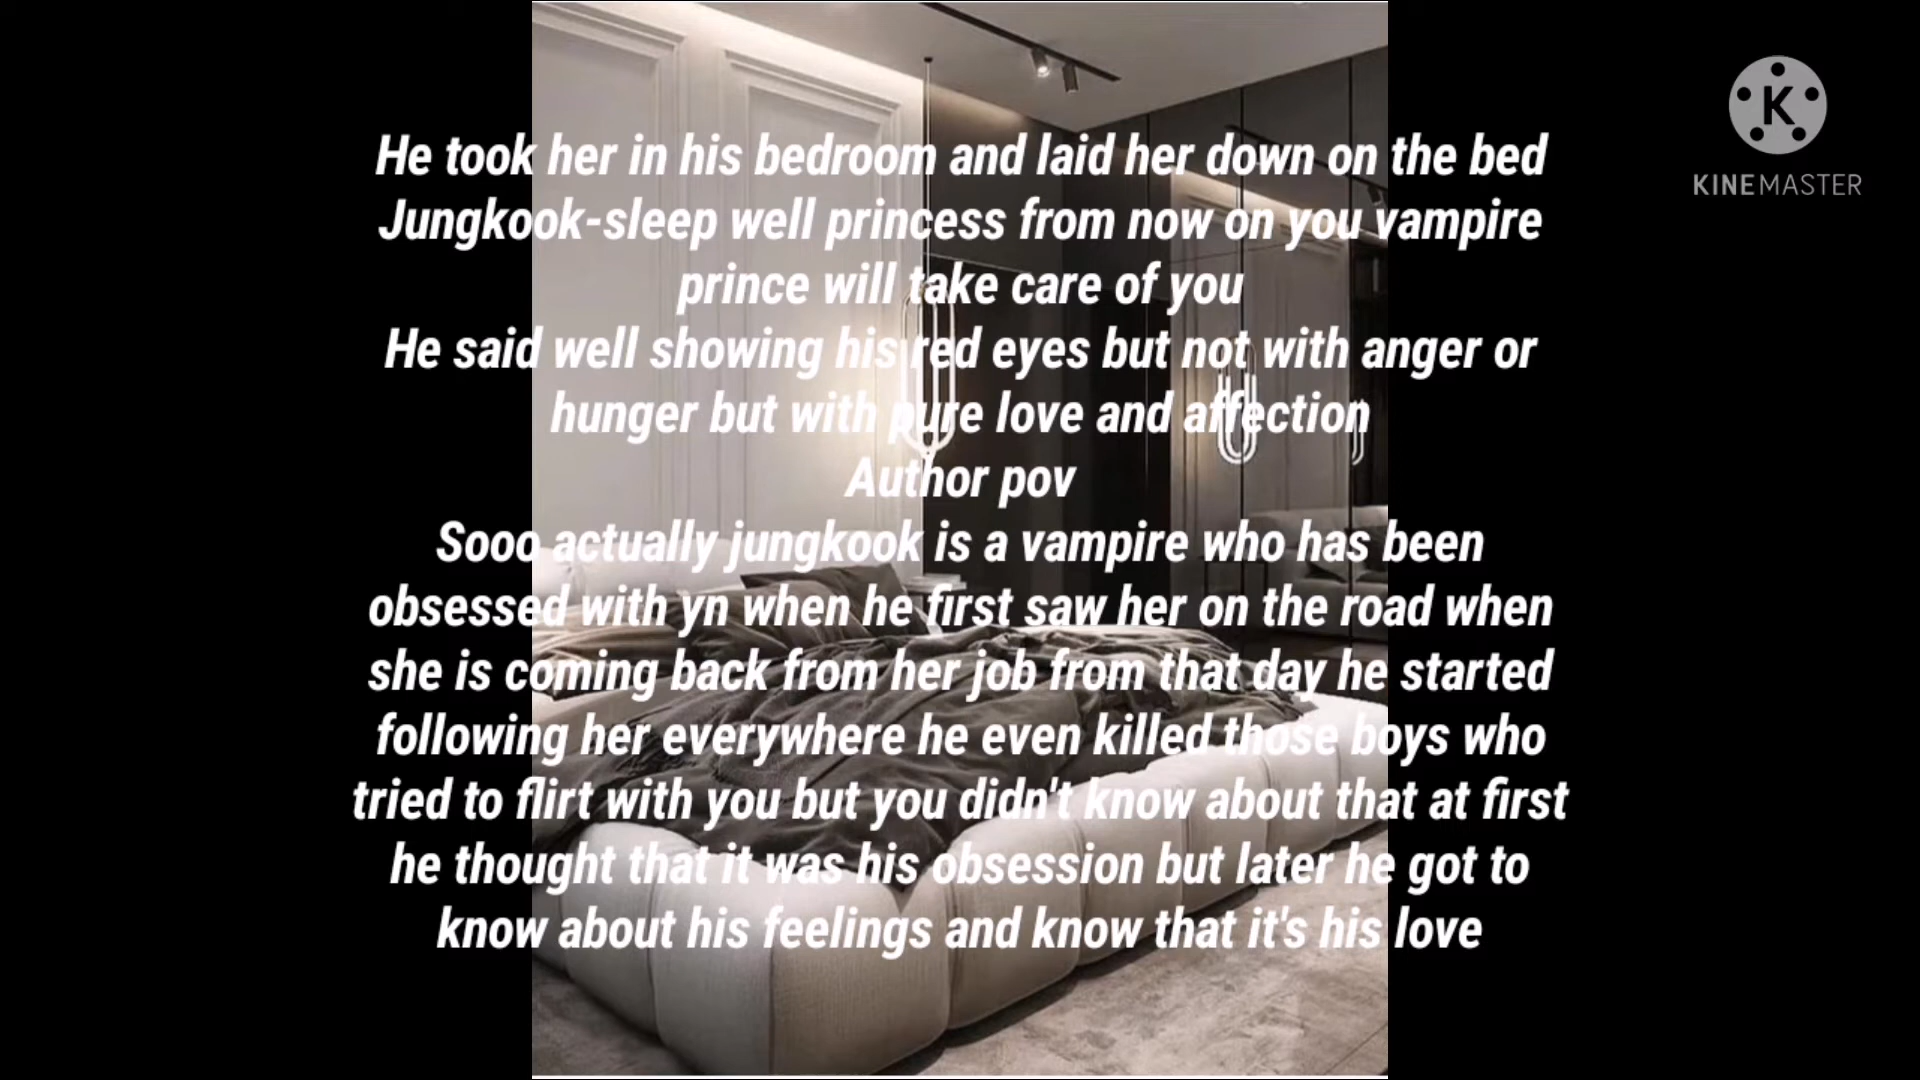 He took her in his bedroom and laid her down on the bed
Jungkook-sleep well princess from now on you vampire
prince will take care of you
He said well showing his red eyes but not with anger or
hunger but with pure love and affection
Author pov
Sooo actually jungkook is a vampire who has been
obsessed with yn when he first saw her on the road when
she is coming back from her job from that day he started
following her everywhere he even killed those boys who
tried to flirt with you but you didn't know about that at first
he thought that it was his obsession but later he got to
know about his feelings and know that it's his love
K
KINEMASTER